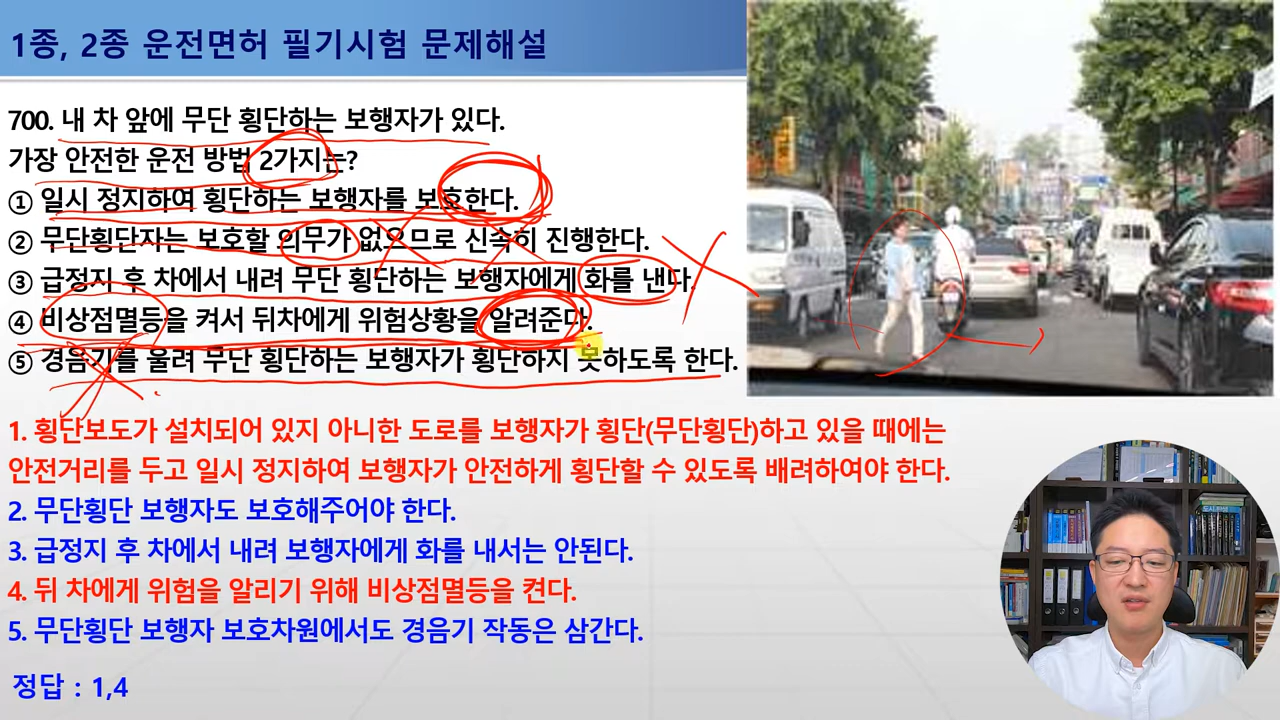 1종, 2종 운전면허 필기시험 문제해설
700. 내 차 앞에 무단 횡단하는 보행자가 있다.
가장 안전한 운전 방법 2가지는?
① 일시 정지하여 횡단하는 보행자를 보호한다.
② 무단횡단자는 보호할 의무가 없으므로 신속히 진행한다.
③ 급정지 후 차에서 내려 무단 횡단하는 보행자에게 화를 낸다.
④ 비상점멸등을 켜서 뒤차에게 위험상황을 알려준다.
⑤ 경음기를 울려 무단 횡단하는 보행자가 횡단하지 못하도록 한다.
1. 횡단보도가 설치되어 있지 아니한 도로를 보행자가 횡단(무단횡단)하고 있을 때에는
안전거리를 두고 일시 정지하여 보행자가 안전하게 횡단할 수 있도록 배려하여야 한다.
2. 무단횡단 보행자도 보호해주어야 한다.
3. 급정지 후 차에서 내려 보행자에게 화를 내서는 안된다.
4. 뒤 차에게 위험을 알리기 위해 비상점멸등을 켠다.
5. 무단횡단 보행자 보호차원에서도 경음기 작동은 삼간다.
정답 : 1,4